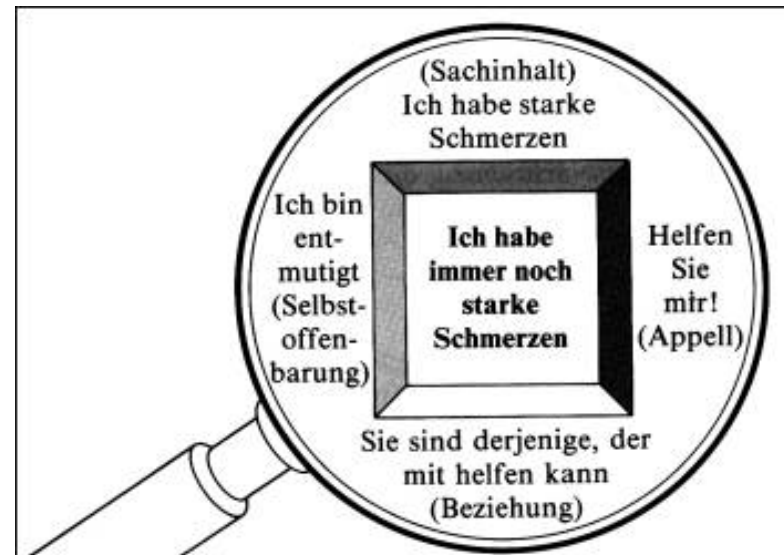 (Sachinhalt)
Ich habe starke
Schmerzen
Ich bin
ent-
mutigt
(Selbst-
offen-
barung)
Ich habe
immer noch
starke
Schmerzen
Helfen
Sie
mir!
(Appell)
Sie sind derjenige, der
mit helfen kann
(Beziehung)